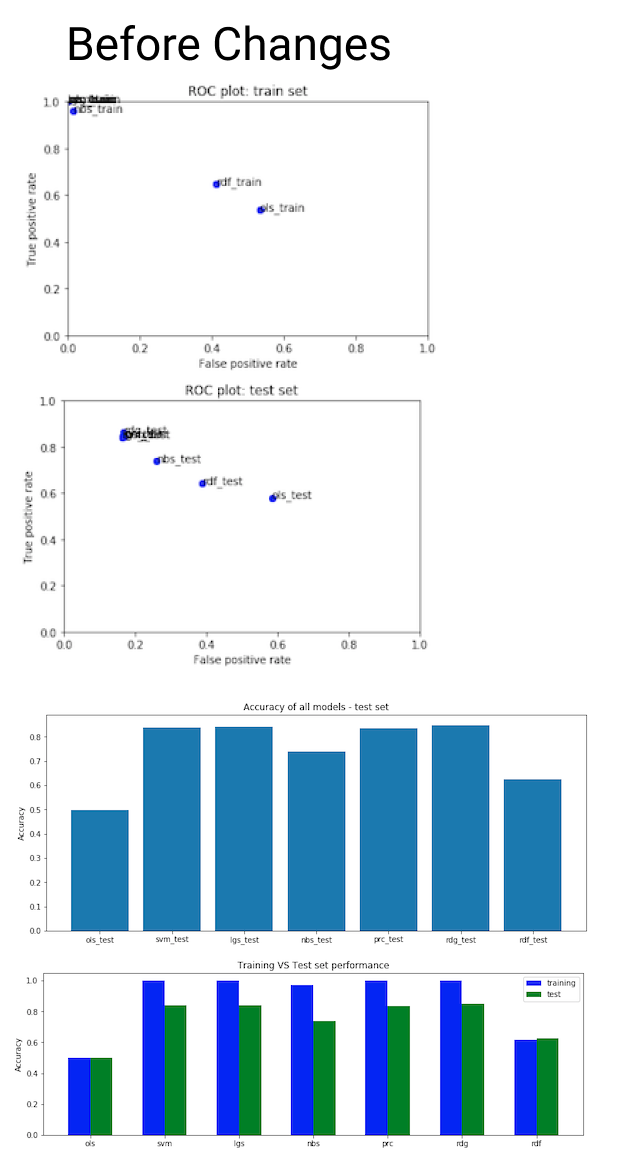 Before Changes
ROC plot: train set
1.0
nbs_train
0.8
rdf_train
0.6
ols_train
0.4
0.2
0.0
True positive rate
0.0 0.2 0.4 0.6 0.8 1.0
False positive rate
ROC plot: test set
1.0
0.8
nbs_test
rdf_test
0.6
ols_test
0.4
0.2
0.0
True positive rate
0.0 0.2 0.4 0.6 0.8 1.0
False positive rate
Accuracy of all models - test set
0.8
0.7
0.6
0.5
0.4
0.3
0.2
0.1
0.0
Accuracy
ols_test svm_test lgs_test nbs_test prc_test rdg_test rdf_test
Training VS Test set performance
training
test
1.0
0.8
0.6
0.4
0.2
0.0
Accuracy
ols svm lgs nbs prc rdg rdf